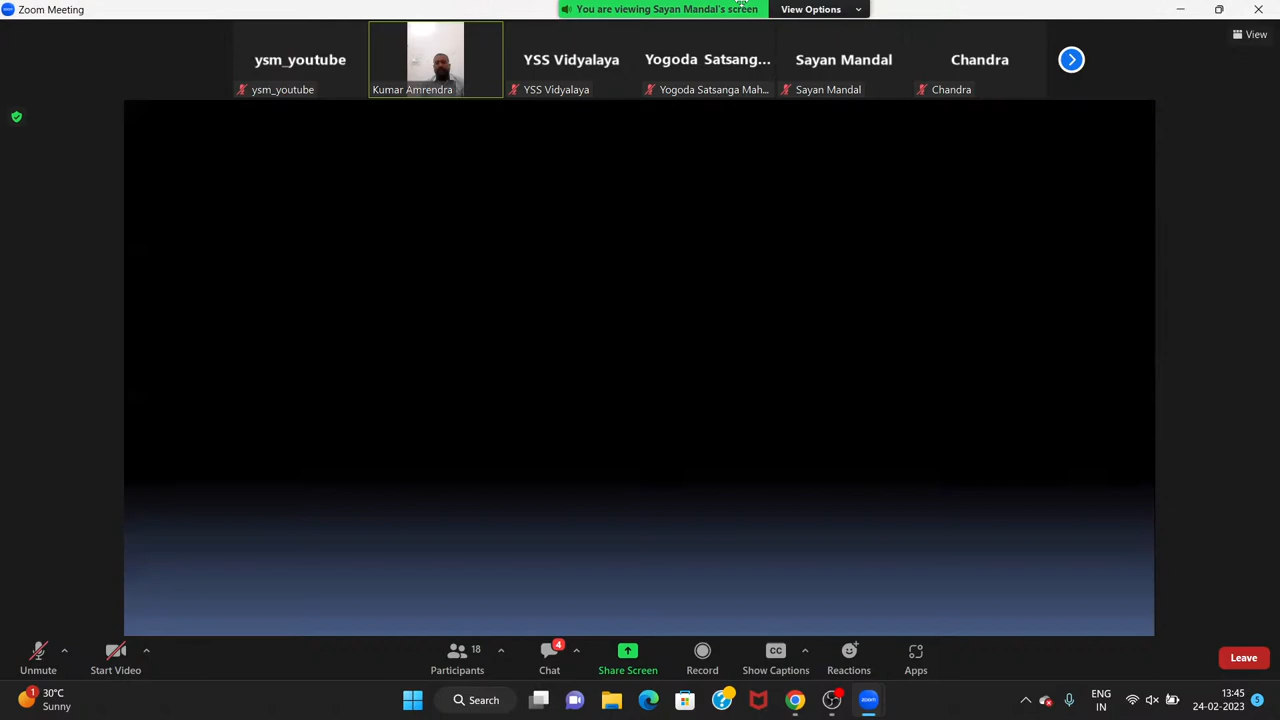 Zoom Meeting
You are viewing Sayan Mandal's screen
View Options
View
ysm_youtube
YSS Vidyalaya
Yogoda Satsang...
Sayan Mandal
Chandra
ysm_youtube
Kumar Amrendra
YSS Vidyalaya
Yogoda Satsanga Mah...
Sayan Mandal
Chandra
Unmute
Start Video
18
Participants
4
Chat
Share Screen
Record
CC
Show Captions
Reactions
Apps
Leave
1
30°C
Sunny
Search
zoom
ENG
IN
13:45
24-02-2023
5